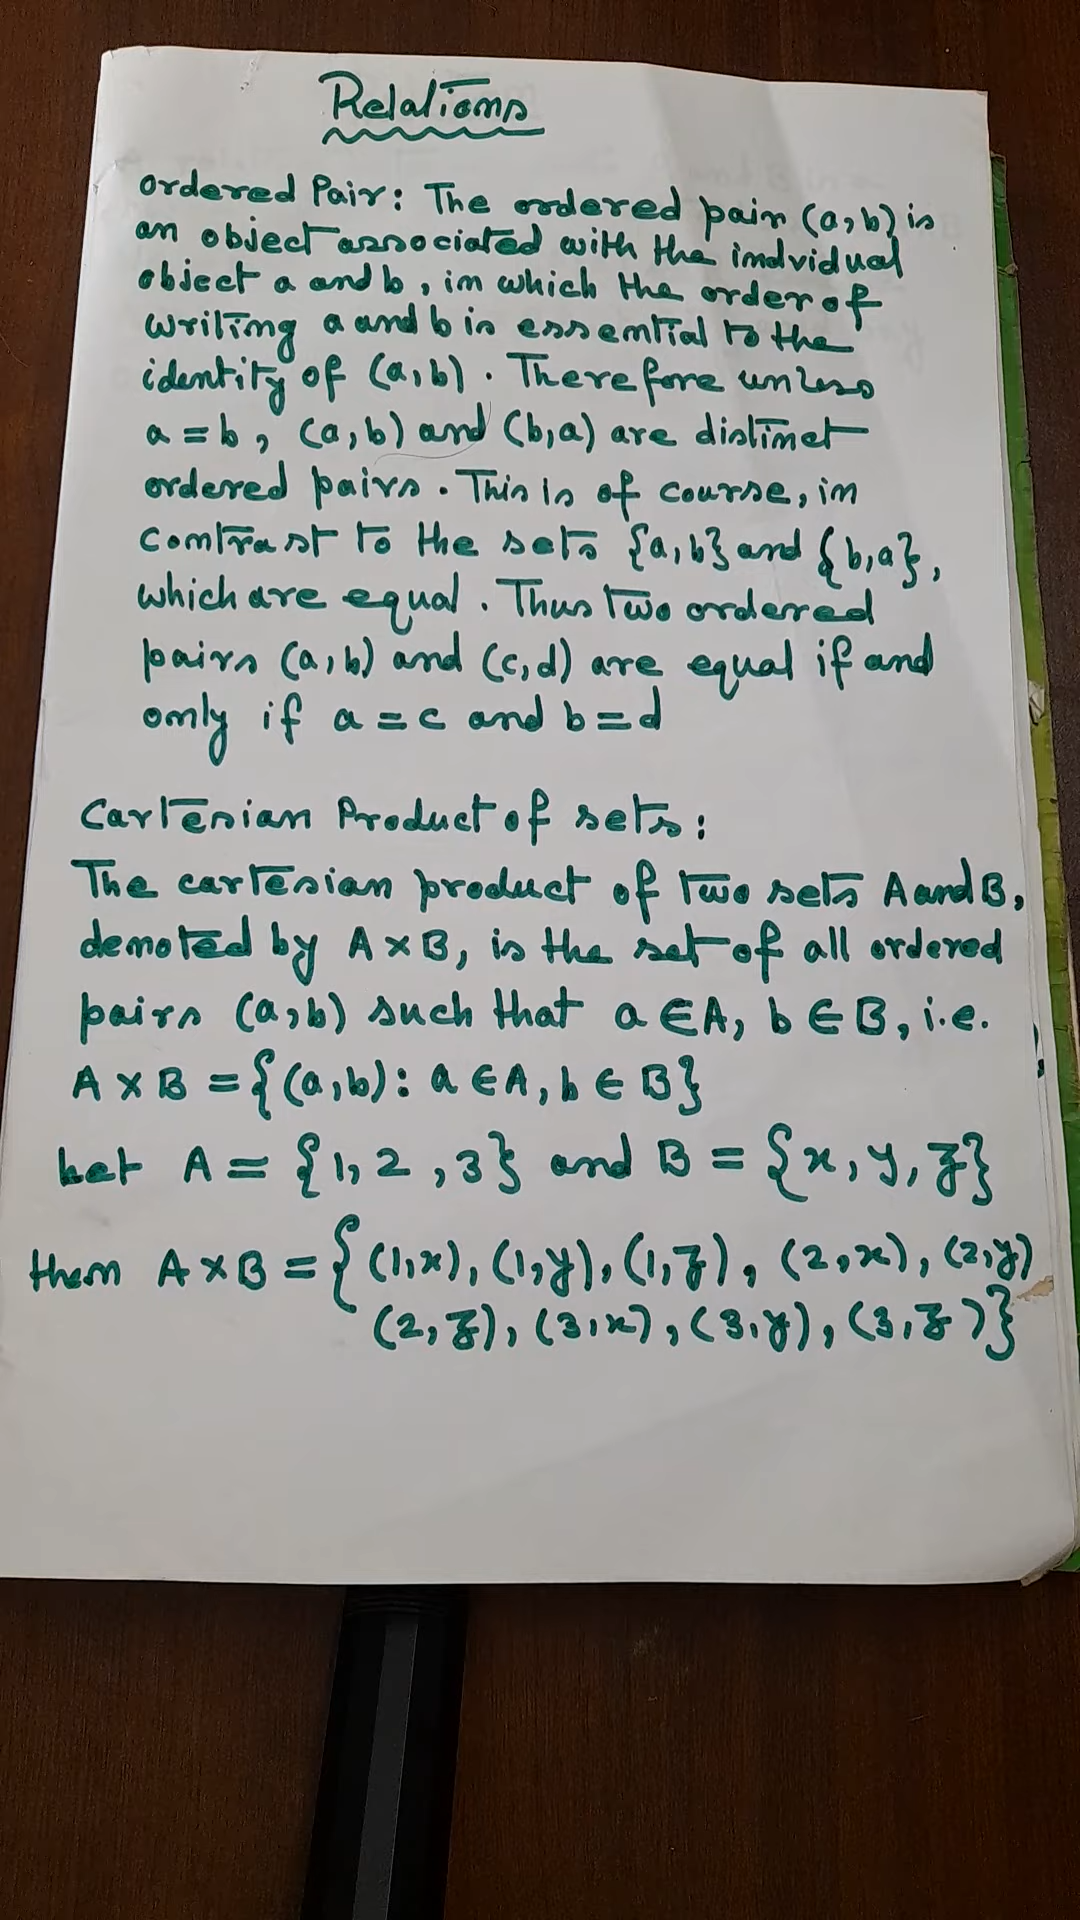 Relations
Ordered Pair: The ordered pair (a,b) is
an object associated with the indvidual
object a and b, in which the order of
writing a and b is essential to the
identity of (a,b). Therefore unless
a=b, (a,b) and (b,a) are distinct
ordered pairs. This is of course, in
contrast to the sets {a,b} and {b,a},
which are equal. Thus two ordered
pairs (a,b) and (c,d) are equal if and
only if a=c and b=d
Cartesian Product of sets:
The cartesian product of two sets A and B,
denoted by A×B, is the set of all ordered
pairs (a,b) such that a∈A, b∈B, i.e.
A×B={(a,b): a∈A, b∈B}
Let A={1,2,3} and B={x,y,z}
then A×B={(1,x),(1,y),(1,z),(2,x),(2,y)
(2,z),(3,x),(3,y),(3,z)}